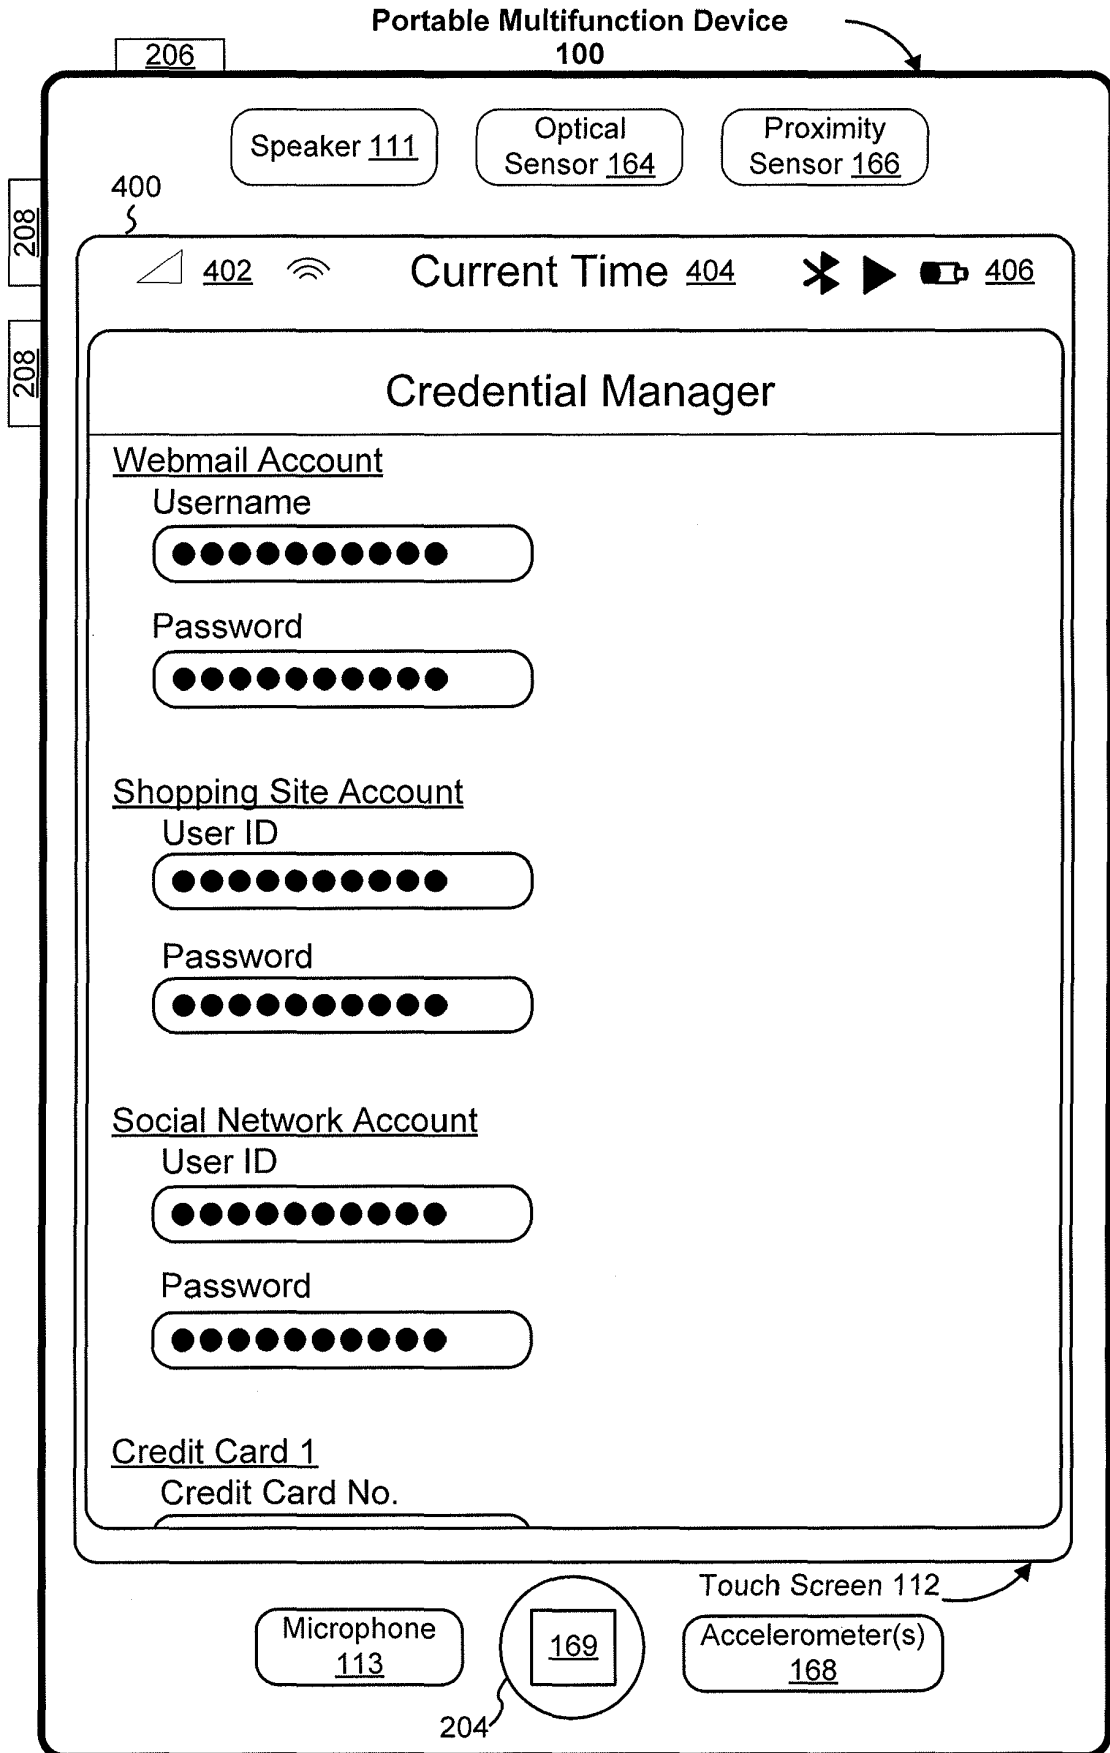 Portable Multifunction Device
100
206
Speaker 111
Optical
Sensor 164
Proximity
Sensor 166
208
400
402
Current Time 404
406
208
Credential Manager
Webmail Account
Username
●●●●●●●●●●
Password
●●●●●●●●●●
Shopping Site Account
User ID
●●●●●●●●●●
Password
●●●●●●●●●●
Social Network Account
User ID
●●●●●●●●●●
Password
●●●●●●●●●●
Credit Card 1
Credit Card No.
Touch Screen 112
Microphone
113
169
Accelerometer(s)
168
204